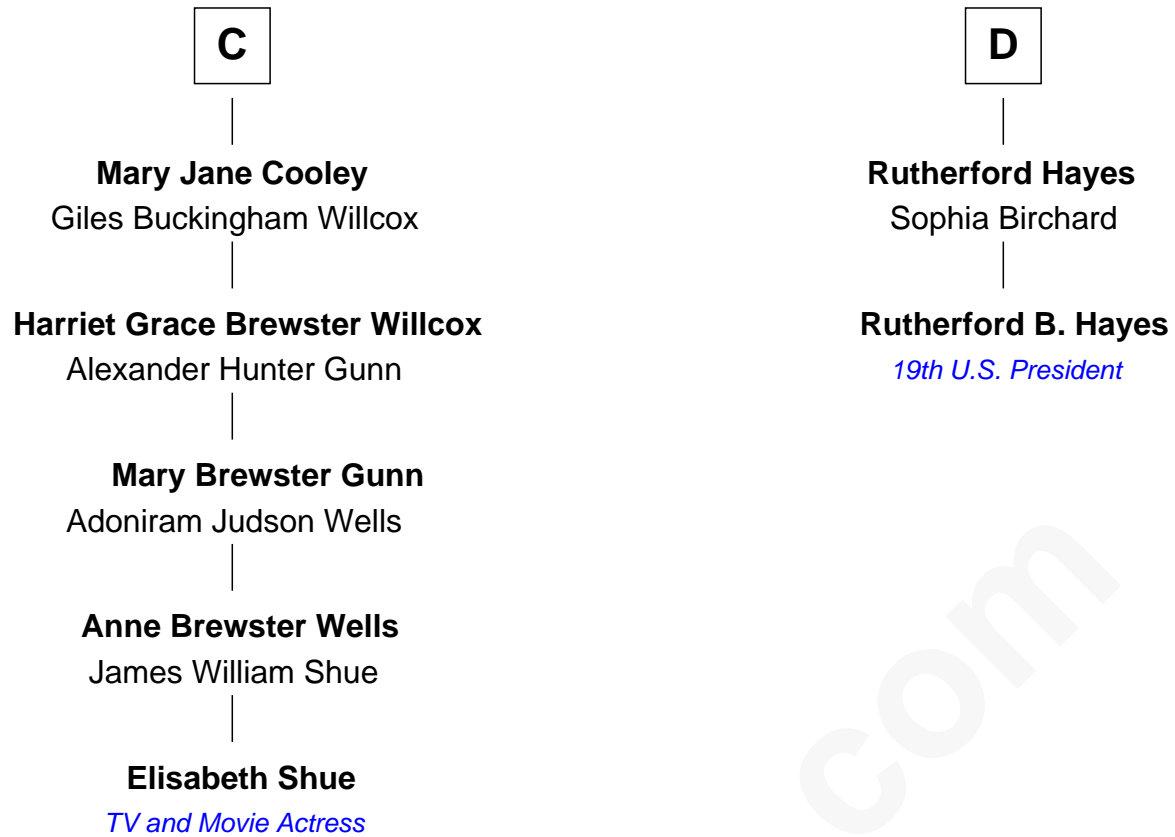 C
Mary Jane Cooley
Giles Buckingham Willcox
Harriet Grace Brewster Willcox
Alexander Hunter Gunn
Mary Brewster Gunn
Adoniram Judson Wells
Anne Brewster Wells
James William Shue
Elisabeth Shue
TV and Movie Actress
D
Rutherford Hayes
Sophia Birchard
Rutherford B. Hayes
19th U.S. President
com